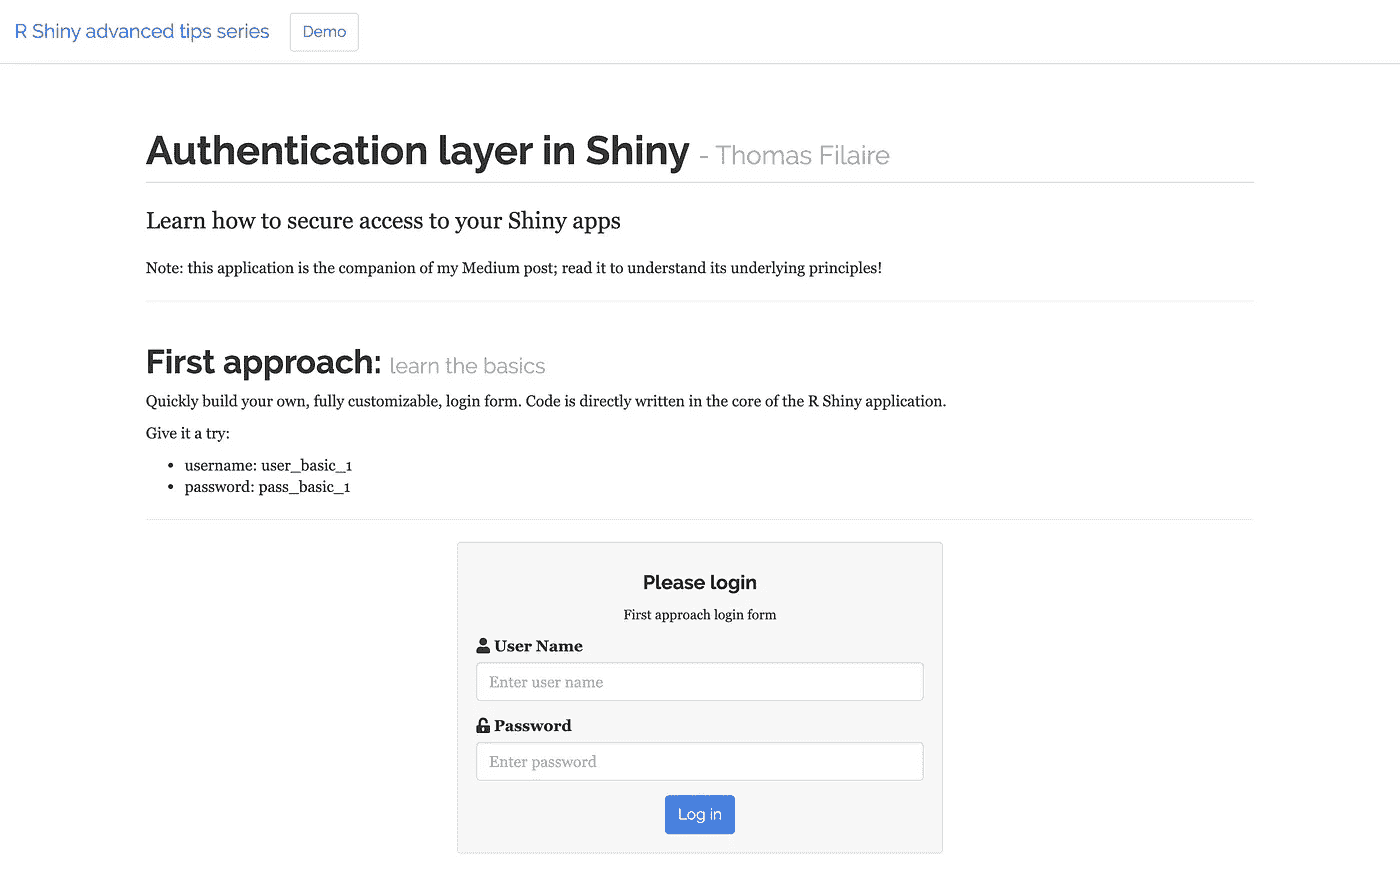 R Shiny advanced tips series Demo
Authentication layer in Shiny - Thomas Filaire
Learn how to secure access to your Shiny apps
Note: this application is the companion of my Medium post; read it to understand its underlying principles!
First approach: learn the basics
Quickly build your own, fully customizable, login form. Code is directly written in the core of the R Shiny application.
Give it a try:
• username: user_basic_1
• password: pass_basic_1
Please login
First approach login form
User Name
Enter user name
Password
Enter password
Log in